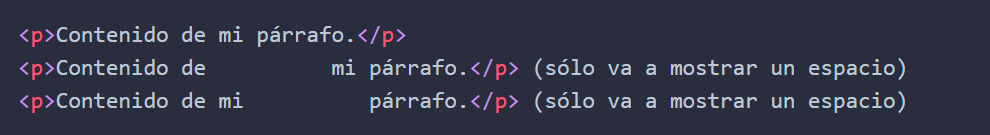 <p>Contenido de mi párrafo.</p>
<p>Contenido de          mi párrafo.</p> (sólo va a mostrar un espacio)
<p>Contenido de mi          párrafo.</p> (sólo va a mostrar un espacio)